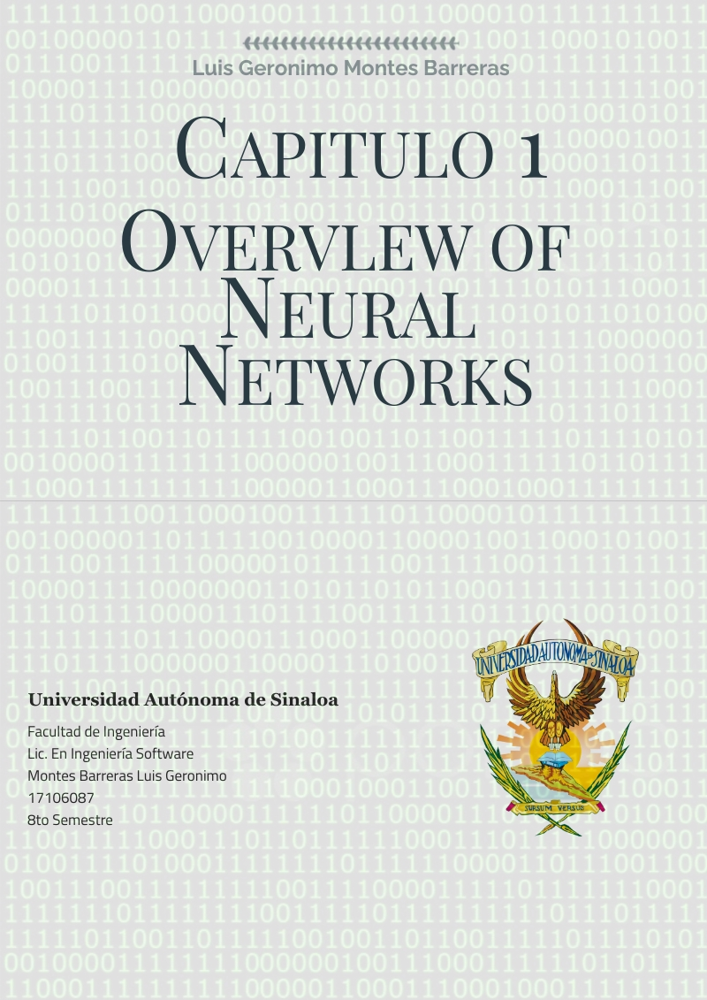 Luis Geronimo Montes Barreras
CAPITULO 1
OVERVLEW OF
NEURAL
NETWORKS
UNIVERSIDAD AUTONOMA DE SINALOA
SURSUM VERSUS
Universidad Autónoma de Sinaloa
Facultad de Ingeniería
Lic. En Ingeniería Software
Montes Barreras Luis Geronimo
17106087
8to Semestre